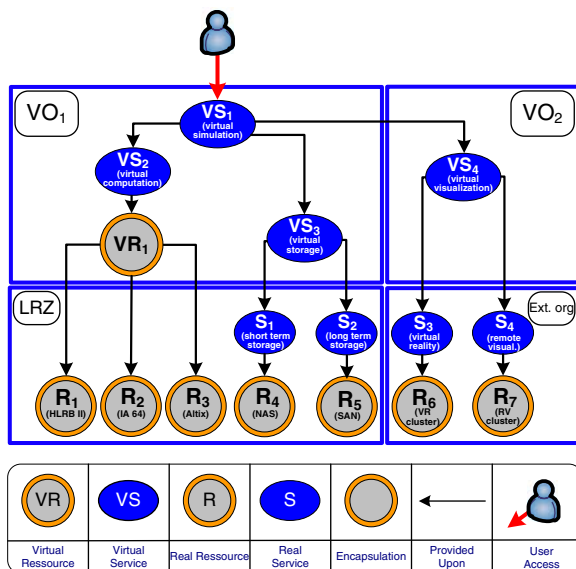 VO1
VS1
(virtual
simulation)
VO2
VS2
(virtual
computation)
VS4
(virtual
visualization)
VR1
VS3
(virtual
storage)
LRZ
S1
(short term
storage)
S2
(long term
storage)
S3
(virtual
reality)
S4
(remote
visual.)
Ext. org
R1
(HLRB II)
R2
(IA 64)
R3
(Altix)
R4
(NAS)
R5
(SAN)
R6
(VR
cluster)
R7
(RV
cluster)
VR
VS
R
S
Virtual
Ressource
Virtual
Service
Real Ressource
Real
Service
Encapsulation
Provided
Upon
User
Access